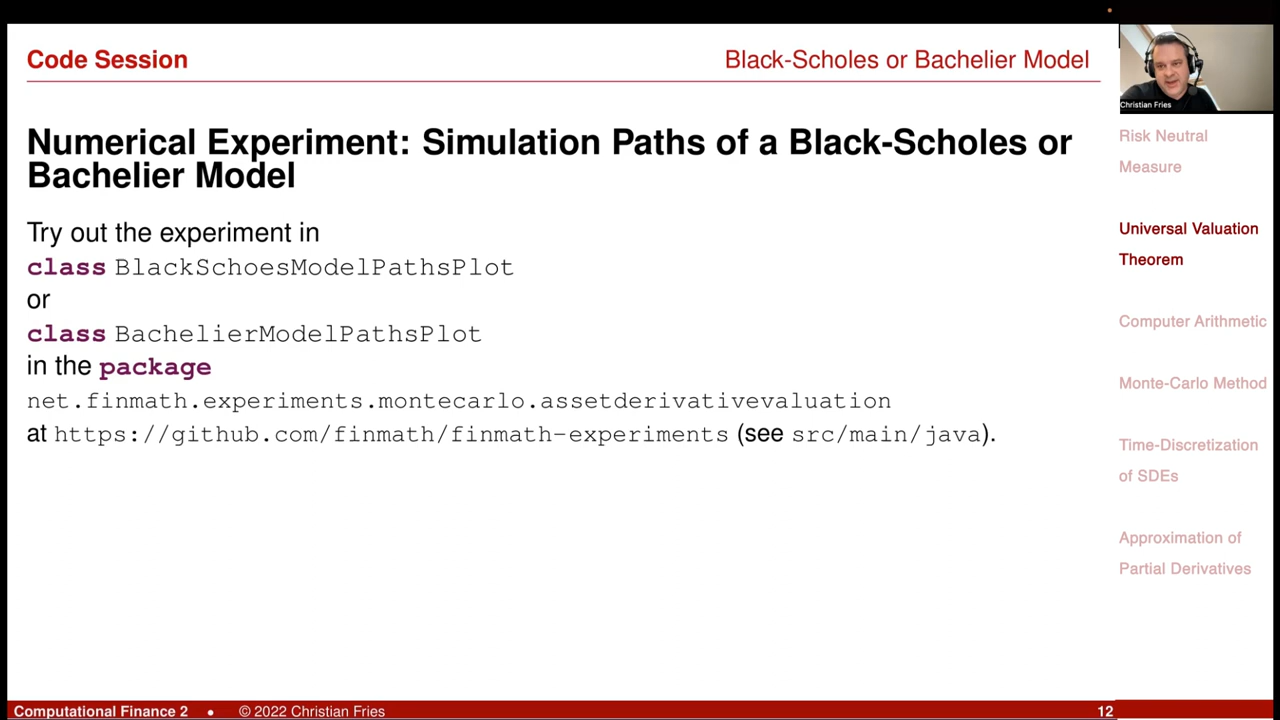 Code Session
Black-Scholes or Bachelier Model
Numerical Experiment: Simulation Paths of a Black-Scholes or
Bachelier Model
Try out the experiment in
class BlackSchoesModelPathsPlot
or
class BachelierModelPathsPlot
in the package
net.finmath.experiments.montecarlo.assetderivativevaluation
at https://github.com/finmath/finmath-experiments (see src/main/java).
Christian Fries
Risk Neutral
Measure
Universal Valuation
Theorem
Computer Arithmetic
Monte-Carlo Method
Time-Discretization
of SDEs
Approximation of
Partial Derivatives
Computational Finance 2 • © 2022 Christian Fries
12